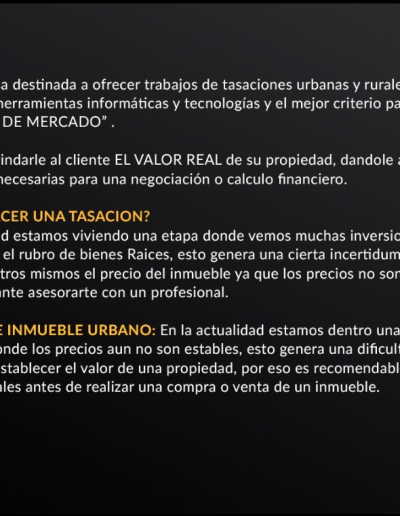 a destinada a ofrecer trabajos de tasaciones urbanas y rurale
herramientas informáticas y tecnologías y el mejor criterio pa
DE MERCADO” .
rindarle al cliente EL VALOR REAL de su propiedad, dandole a
necesarias para una negociación o calculo financiero.
CER UNA TASACION?
d estamos viviendo una etapa donde vemos muchas inversio
el rubro de bienes Raices, esto genera una cierta incertidum
tros mismos el precio del inmueble ya que los precios no son
ante asesorarte con un profesional.
E INMUEBLE URBANO: En la actualidad estamos dentro una
onde los precios aun no son estables, esto genera una dificult
establecer el valor de una propiedad, por eso es recomendabl
ales antes de realizar una compra o venta de un inmueble.